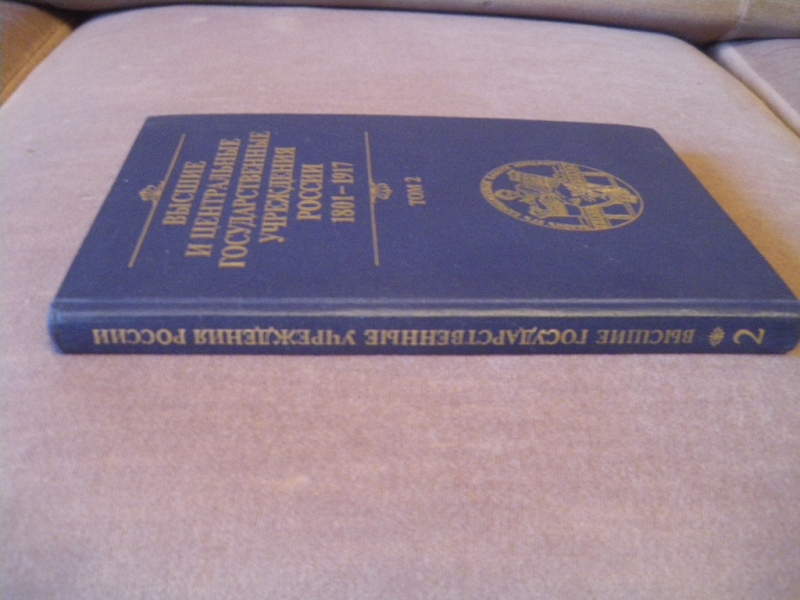 ВЫСШИЕ
И ЦЕНТРАЛЬНЫЕ
ГОСУДАРСТВЕННЫЕ
УЧРЕЖДЕНИЯ
РОССИИ
1801–1917
ТОМ 2
2 ВЫСШИЕ ГОСУДАРСТВЕННЫЕ УЧРЕЖДЕНИЯ РОССИИ